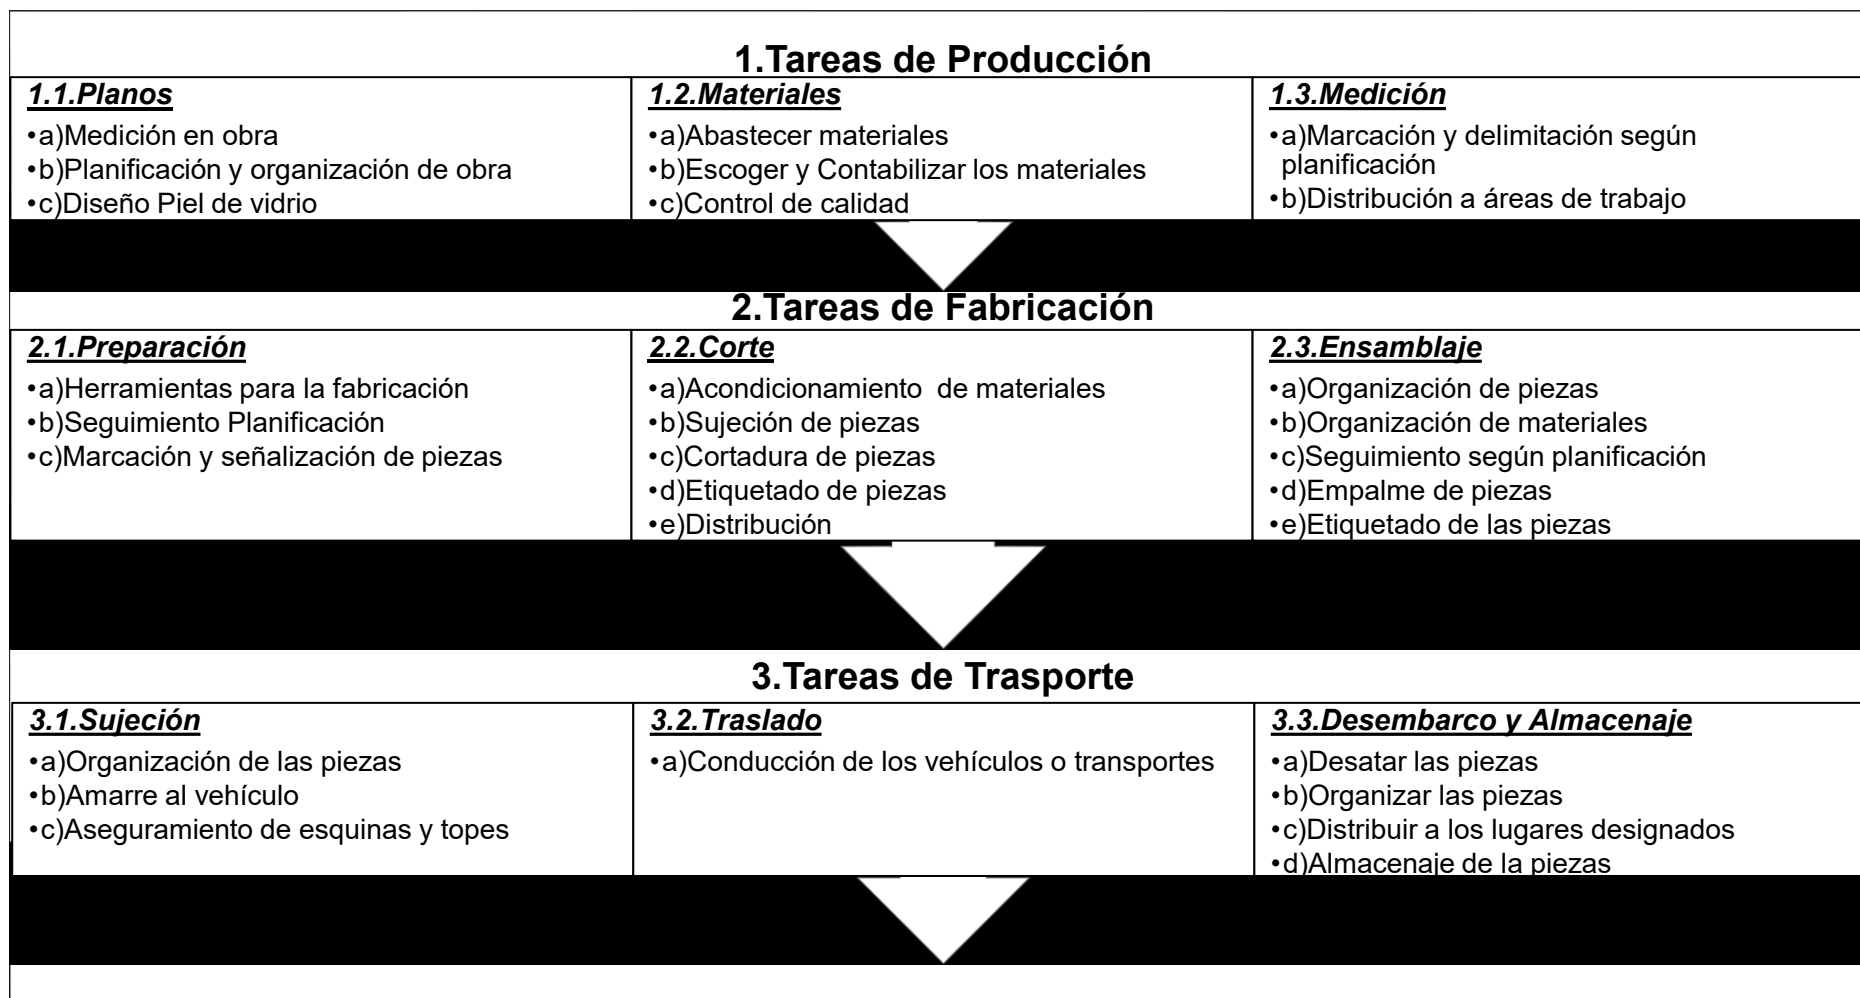 1.Tareas de Producción
1.1.Planos
•a)Medición en obra
•b)Planificación y organización de obra
•c)Diseño Piel de vidrio
1.2.Materiales
•a)Abastecer materiales
•b)Escoger y Contabilizar los materiales
•c)Control de calidad
1.3.Medición
•a)Marcación y delimitación según
planificación
•b)Distribución a áreas de trabajo
2.Tareas de Fabricación
2.1.Preparación
•a)Herramientas para la fabricación
•b)Seguimiento Planificación
•c)Marcación y señalización de piezas
2.2.Corte
•a)Acondicionamiento  de materiales
•b)Sujeción de piezas
•c)Cortadura de piezas
•d)Etiquetado de piezas
•e)Distribución
2.3.Ensamblaje
•a)Organización de piezas
•b)Organización de materiales
•c)Seguimiento según planificación
•d)Empalme de piezas
•e)Etiquetado de las piezas
3.Tareas de Trasporte
3.1.Sujeción
•a)Organización de las piezas
•b)Amarre al vehículo
•c)Aseguramiento de esquinas y topes
3.2.Traslado
•a)Conducción de los vehículos o transportes
3.3.Desembarco y Almacenaje
•a)Desatar las piezas
•b)Organizar las piezas
•c)Distribuir a los lugares designados
•d)Almacenaje de la piezas